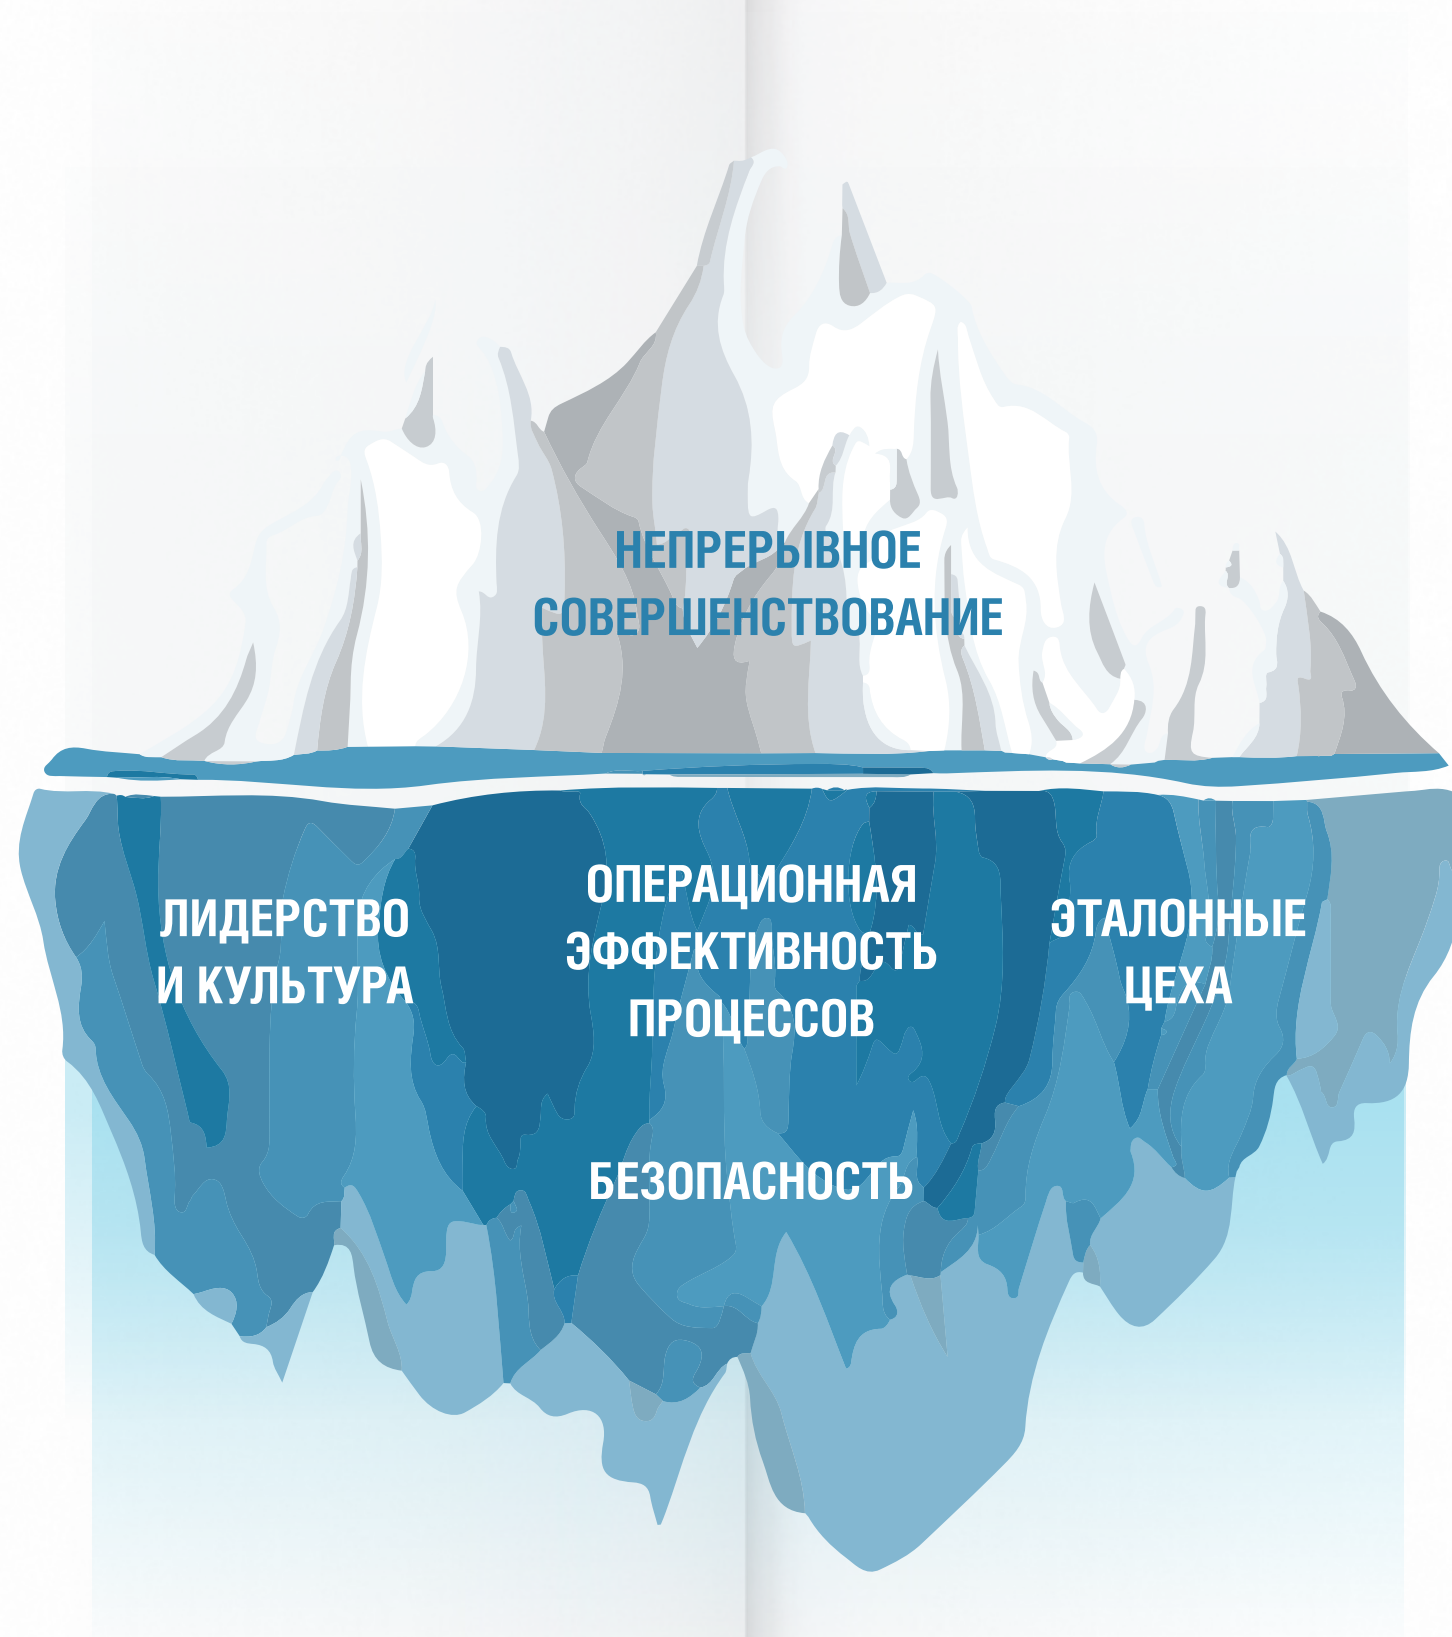 НЕПРЕРЫВНОЕ
СОВЕРШЕНСТВОВАНИЕ
ЛИДЕРСТВО
И КУЛЬТУРА
ОПЕРАЦИОННАЯ
ЭФФЕКТИВНОСТЬ
ПРОЦЕССОВ
ЭТАЛОННЫЕ
ЦЕХА
БЕЗОПАСНОСТЬ